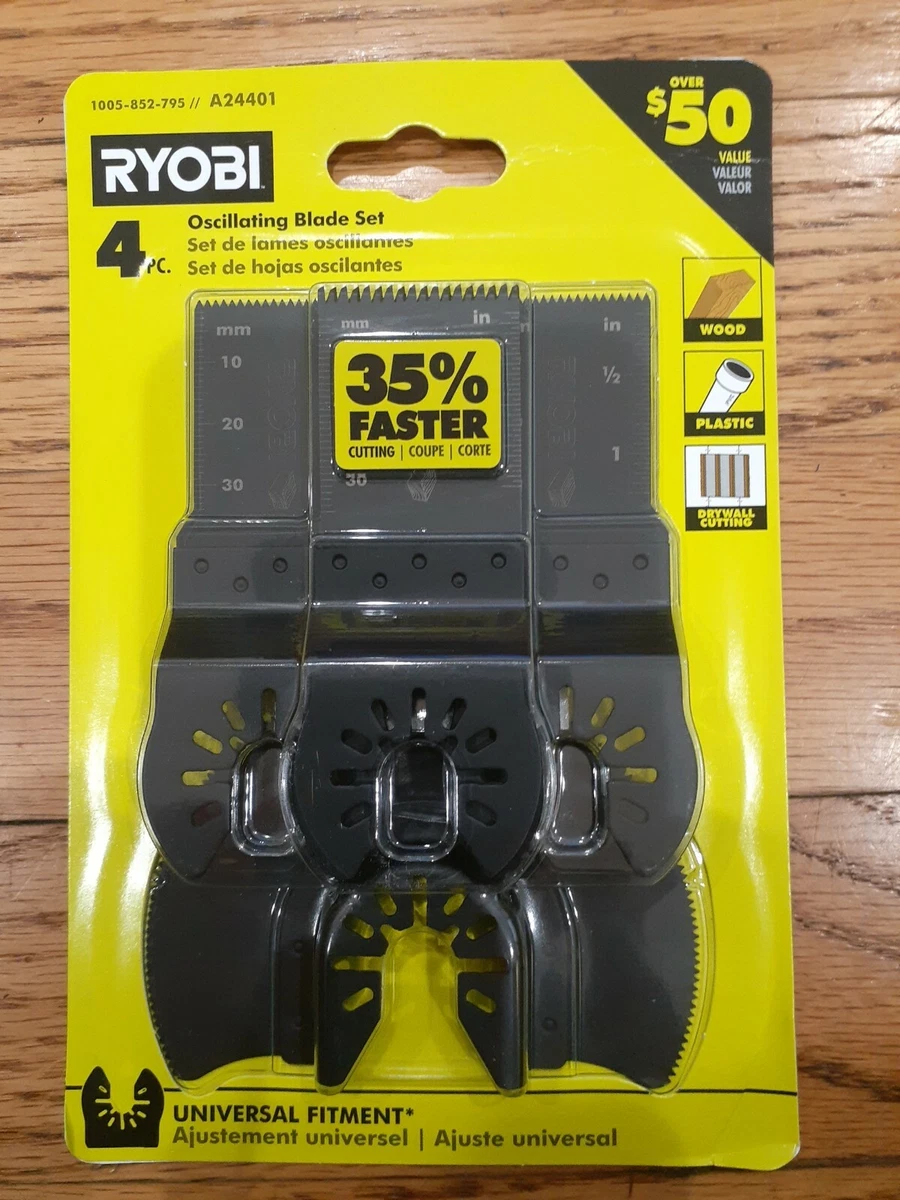 1005-852-795 // A24401
OVER
$50
VALUE
VALEUR
VALOR
RYOBI
4 PC.
Oscillating Blade Set
Set de lames oscillantes
Set de hojas oscilantes
WOOD
PLASTIC
DRYWALL
CUTTING
mm
10
20
30
mm
in
30
in
1/2
1
35%
FASTER
CUTTING | COUPE | CORTE
UNIVERSAL FITMENT*
Ajustement universel | Ajuste universal